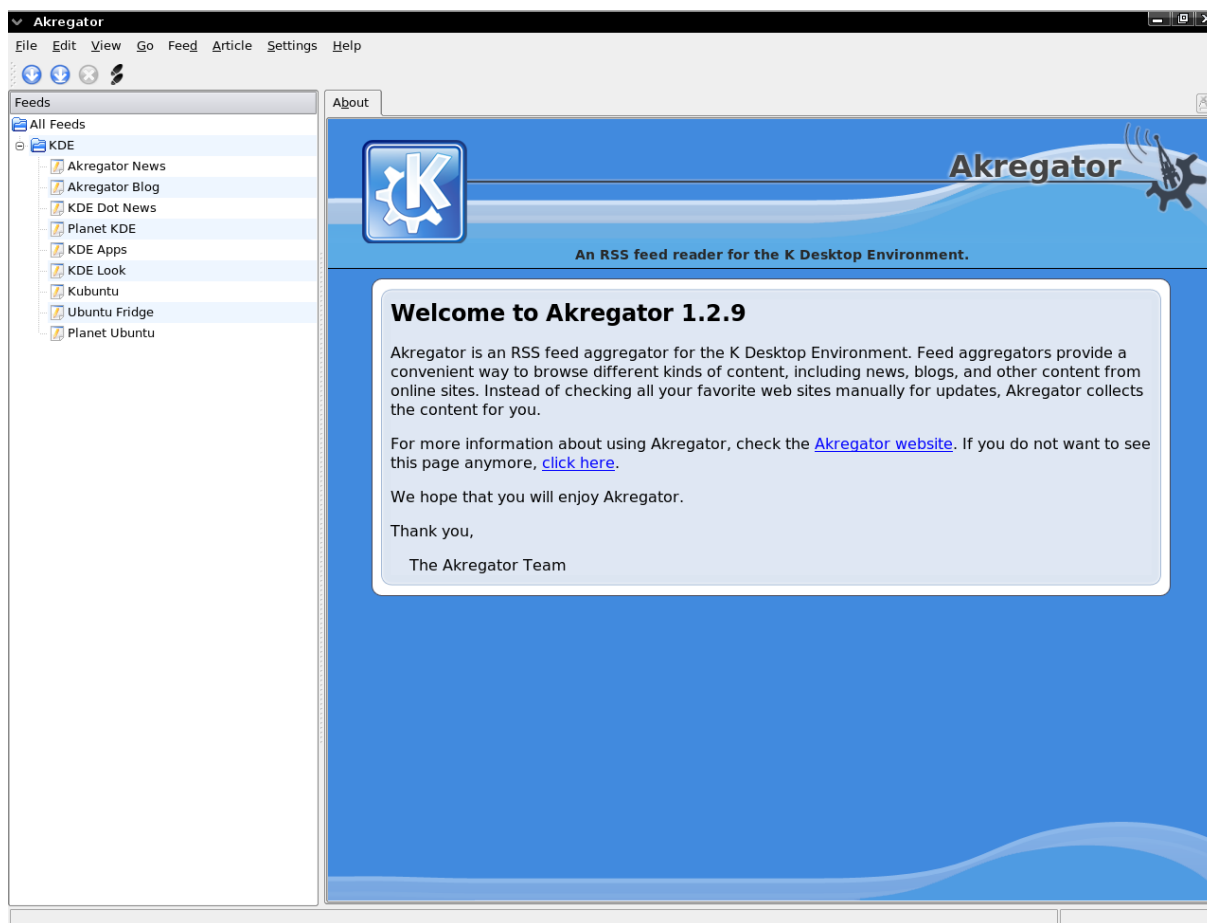 Akregator
File Edit View Go Feed Article Settings Help
Feeds
About
All Feeds
KDE
Akregator News
Akregator Blog
KDE Dot News
Planet KDE
KDE Apps
KDE Look
Kubuntu
Ubuntu Fridge
Planet Ubuntu
K
Akregator
An RSS feed reader for the K Desktop Environment.
Welcome to Akregator 1.2.9
Akregator is an RSS feed aggregator for the K Desktop Environment. Feed aggregators provide a
convenient way to browse different kinds of content, including news, blogs, and other content from
online sites. Instead of checking all your favorite web sites manually for updates, Akregator collects
the content for you.
For more information about using Akregator, check the Akregator website. If you do not want to see
this page anymore, click here.
We hope that you will enjoy Akregator.
Thank you,
The Akregator Team